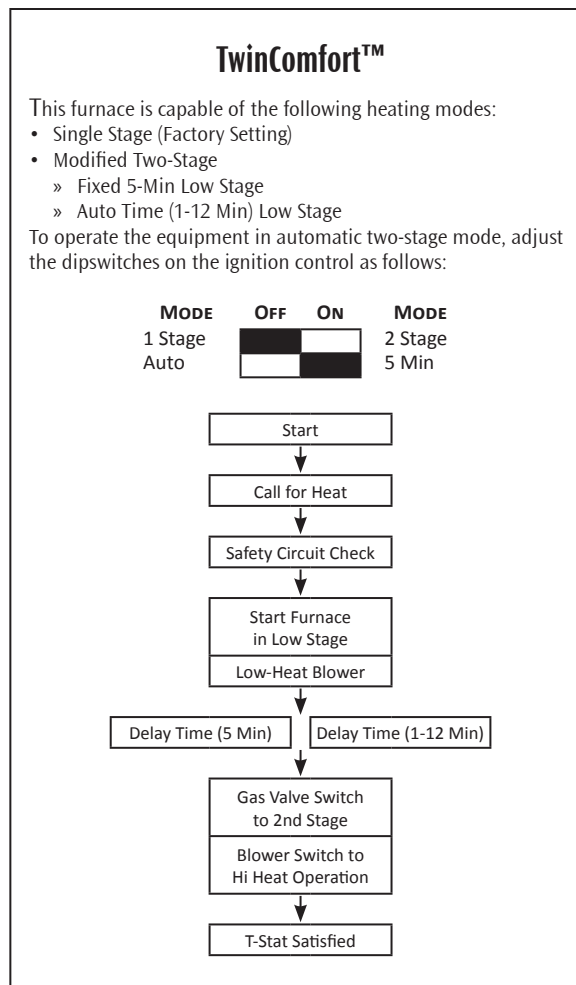 TwinComfort™
This furnace is capable of the following heating modes:
• Single Stage (Factory Setting)
• Modified Two-Stage
» Fixed 5-Min Low Stage
» Auto Time (1-12 Min) Low Stage
To operate the equipment in automatic two-stage mode, adjust
the dipswitches on the ignition control as follows:
MODE OFF ON MODE
1 Stage 2 Stage
Auto 5 Min
Start
Call for Heat
Safety Circuit Check
Start Furnace
in Low Stage
Low-Heat Blower
Delay Time (5 Min) Delay Time (1-12 Min)
Gas Valve Switch
to 2nd Stage
Blower Switch to
Hi Heat Operation
T-Stat Satisfied